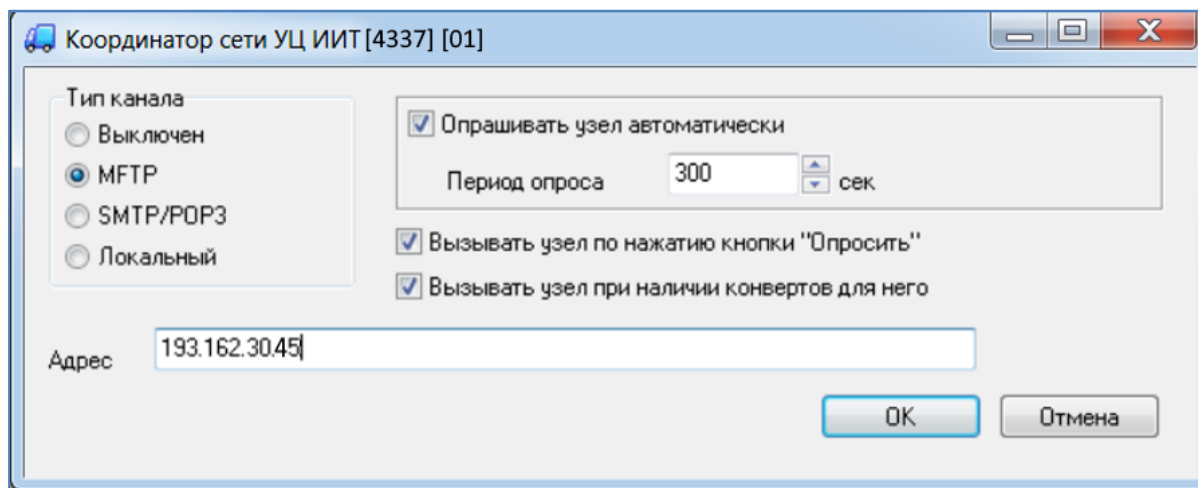 Координатор сети УЦ ИИТ [4337] [01]
Тип канала
Выключен
MFTP
SMTP/POP3
Локальный
Опрашивать узел автоматически
Период опроса 300 сек
Вызывать узел по нажатию кнопки "Опросить"
Вызывать узел при наличии конвертов для него
Адрес 193.162.30.45
OK Отмена